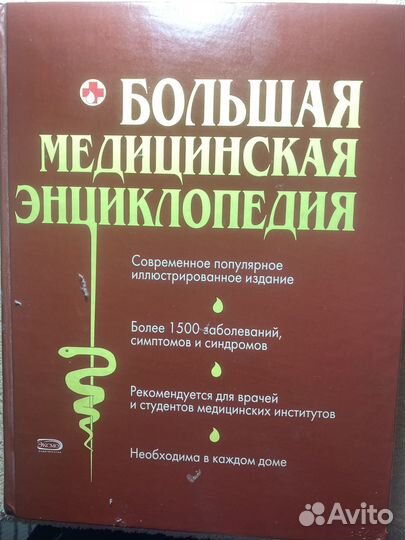 БОЛЬШАЯ
МЕДИЦИНСКАЯ
ЭНЦИКЛОПЕДИЯ
Современное популярное
иллюстрированное издание
Более 1500 заболеваний,
симптомов и синдромов
Рекомендуется для врачей
и студентов медицинских институтов
Необходима в каждом доме
ЭКСМО
Avito